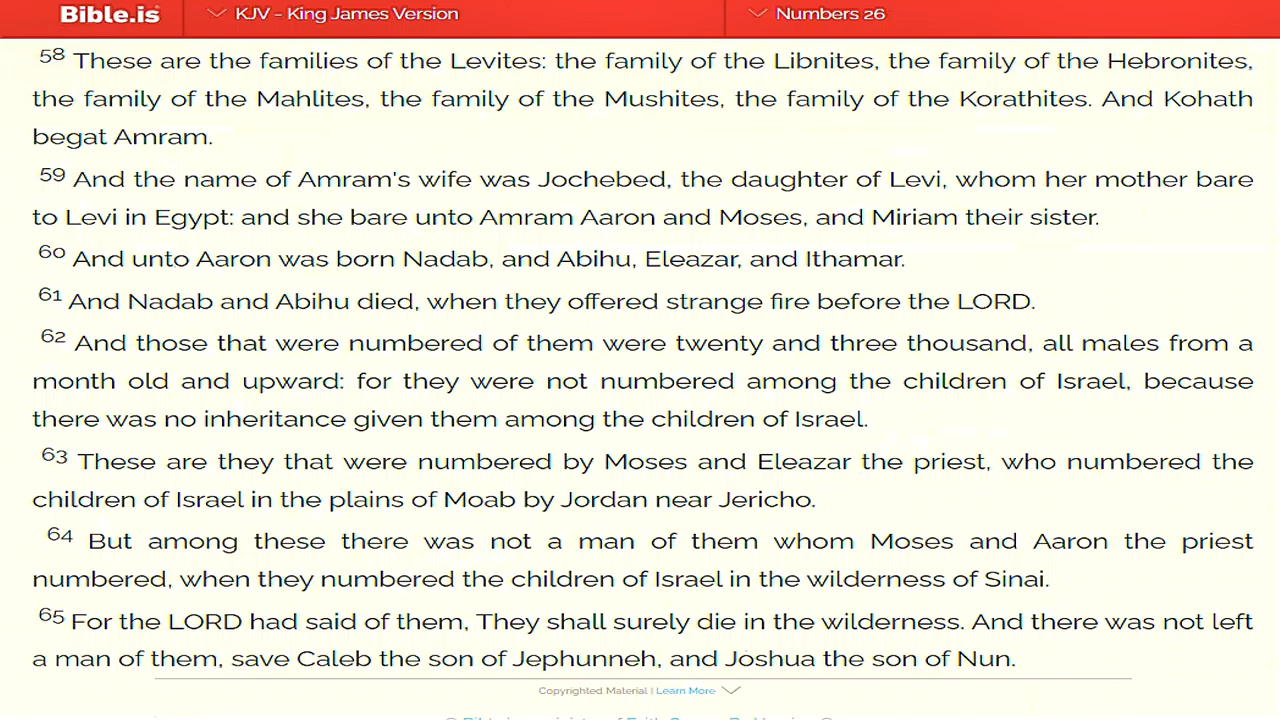 Bible.is KJV - King James Version Numbers 26
58 These are the families of the Levites: the family of the Libnites, the family of the Hebronites,
the family of the Mahlites, the family of the Mushites, the family of the Korathites. And Kohath
begat Amram.
59 And the name of Amram's wife was Jochebed, the daughter of Levi, whom her mother bare
to Levi in Egypt: and she bare unto Amram Aaron and Moses, and Miriam their sister.
60 And unto Aaron was born Nadab, and Abihu, Eleazar, and Ithamar.
61 And Nadab and Abihu died, when they offered strange fire before the LORD.
62 And those that were numbered of them were twenty and three thousand, all males from a
month old and upward: for they were not numbered among the children of Israel, because
there was no inheritance given them among the children of Israel.
63 These are they that were numbered by Moses and Eleazar the priest, who numbered the
children of Israel in the plains of Moab by Jordan near Jericho.
64 But among these there was not a man of them whom Moses and Aaron the priest
numbered, when they numbered the children of Israel in the wilderness of Sinai.
65 For the LORD had said of them, They shall surely die in the wilderness. And there was not left
a man of them, save Caleb the son of Jephunneh, and Joshua the son of Nun.
Copyrighted Material | Learn More